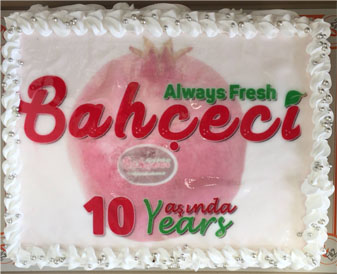 Always Fresh
Bahçeci
10 Yaşında
Years